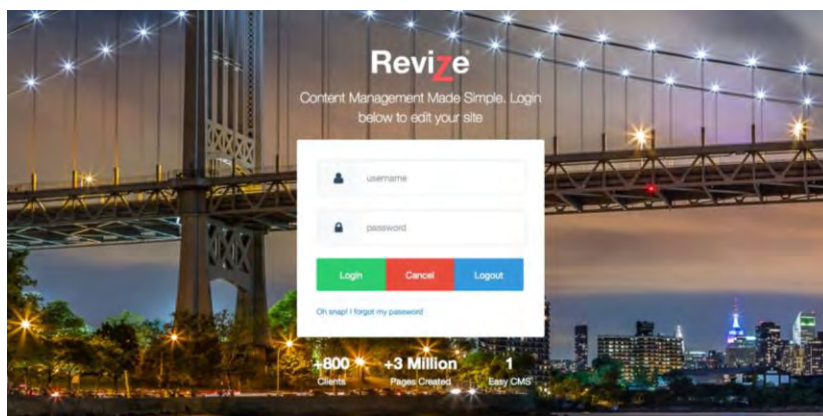 Revize®
Content Management Made Simple. Login
below to edit your site
username
password
Login Cancel Logout
Oh snap! I forgot my password
+800 +3 Million 1
Clients Pages Created Easy CMS